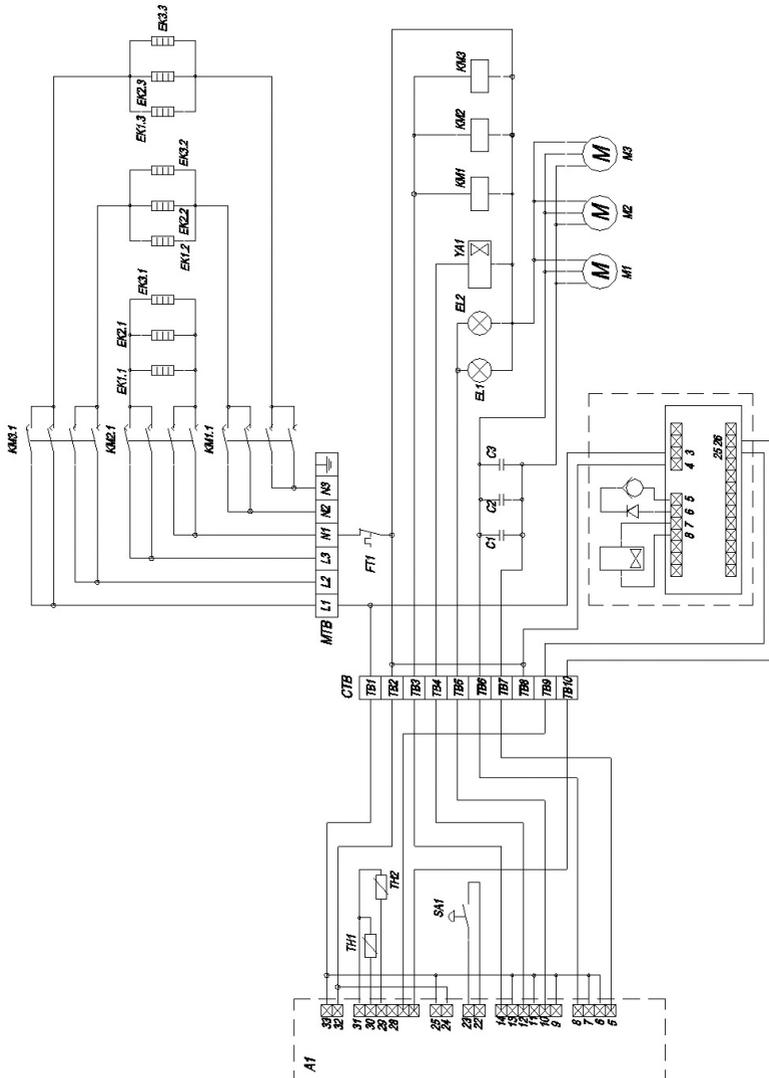 EK3.3
EK2.3
EK1.3
EK3.2
EK2.2
EK1.2
EK3.1
EK2.1
EK1.1
KM3.1
KM2.1
KM1.1
KM3
KM2
KM1
YA1
EL2
EL1
M
M
M
M3
M2
M1
C3
C2
C1
N3
N2
N1
L3
L2
L1
MTB
FT1
3
4
25 26
5
6
7
8
CTB
TB1
TB2
TB3
TB4
TB5
TB6
TB7
TB8
TB9
TB10
TH2
TH1
SA1
33
32
31
30
29
28
25
24
23
22
14
13
12
11
10
9
8
7
6
5
A1